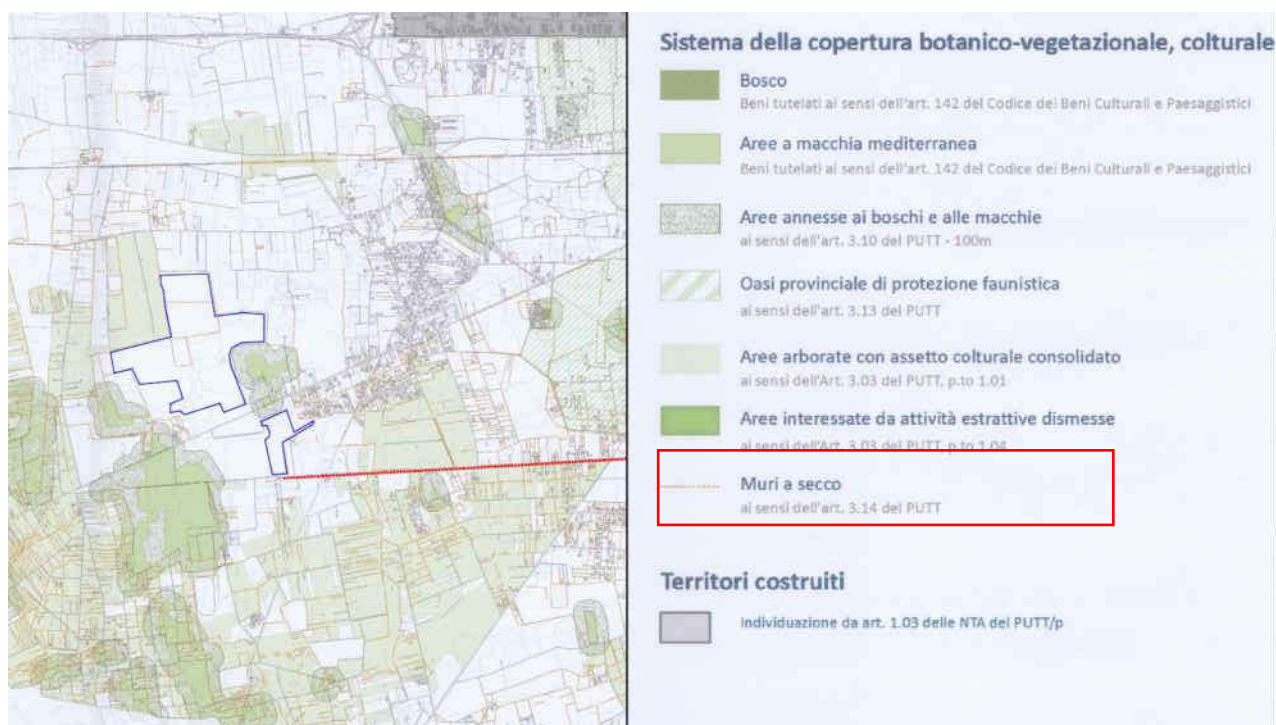 Sistema della copertura botanico-vegetazionale, colturale
Bosco
Beni tutelati ai sensi dell'art. 142 del Codice dei Beni Culturali e Paesaggistici
Aree a macchia mediterranea
Beni tutelati ai sensi dell'art. 142 del Codice dei Beni Culturali e Paesaggistici
Aree annesse ai boschi e alle macchie
ai sensi dell'art. 3.10 del PUTT - 100m
Oasi provinciale di protezione faunistica
ai sensi dell'art. 3.13 del PUTT
Aree arborate con assetto colturale consolidato
ai sensi dell'Art. 3.03 del PUTT, p.to 1.01
Aree interessate da attività estrattive dismesse
ai sensi dell'Art. 3.03 del PUTT, p.to 1.04
Muri a secco
ai sensi dell'art. 3.14 del PUTT
Territori costruiti
Individuazione da art. 1.03 delle NTA del PUTT/p